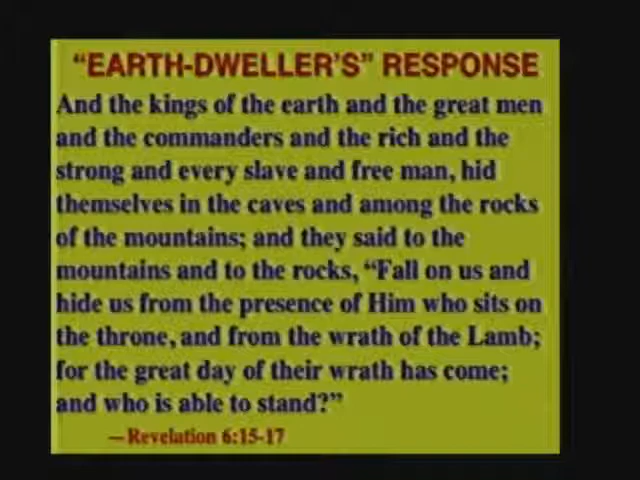 “EARTH-DWELLER’S” RESPONSE
And the kings of the earth and the great men
and the commanders and the rich and the
strong and every slave and free man, hid
themselves in the caves and among the rocks
of the mountains; and they said to the
mountains and to the rocks, “Fall on us and
hide us from the presence of Him who sits on
the throne, and from the wrath of the Lamb;
for the great day of their wrath has come;
and who is able to stand?”
—Revelation 6:15-17